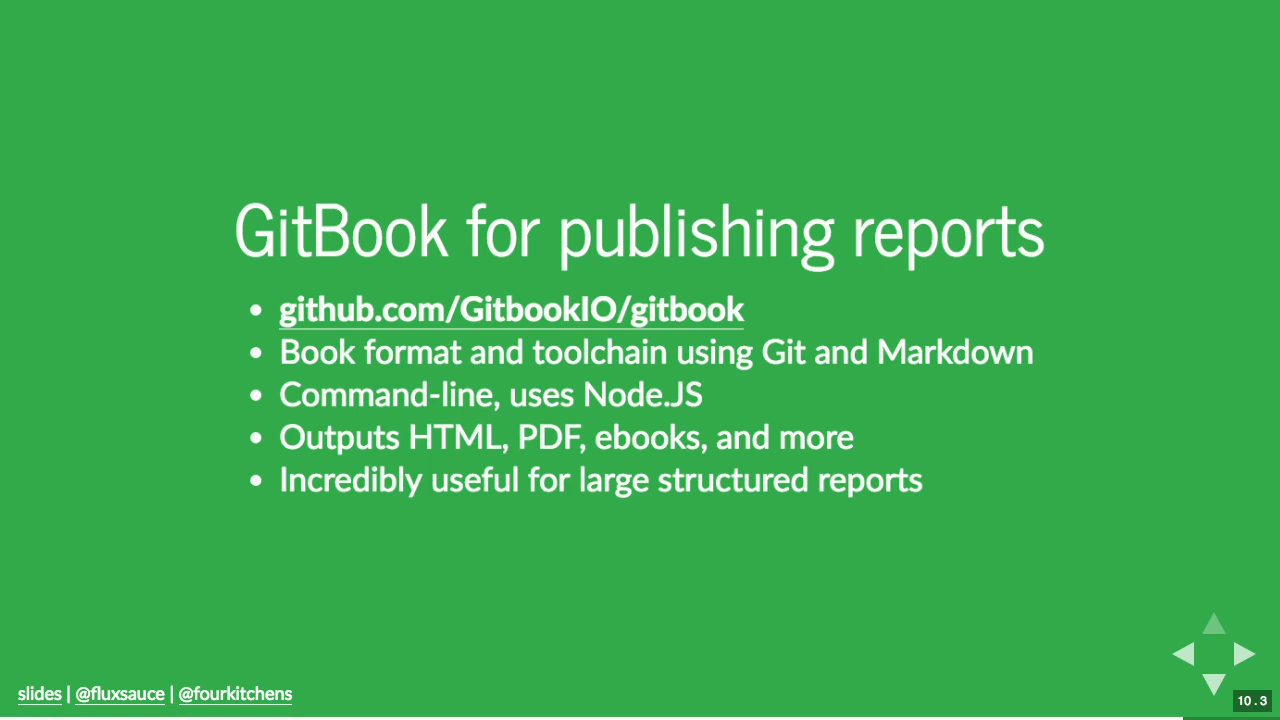 GitBook for publishing reports
• github.com/GitbookIO/gitbook
• Book format and toolchain using Git and Markdown
• Command-line, uses Node.JS
• Outputs HTML, PDF, ebooks, and more
• Incredibly useful for large structured reports
slides | @fluxsauce | @fourkitchens
10.3